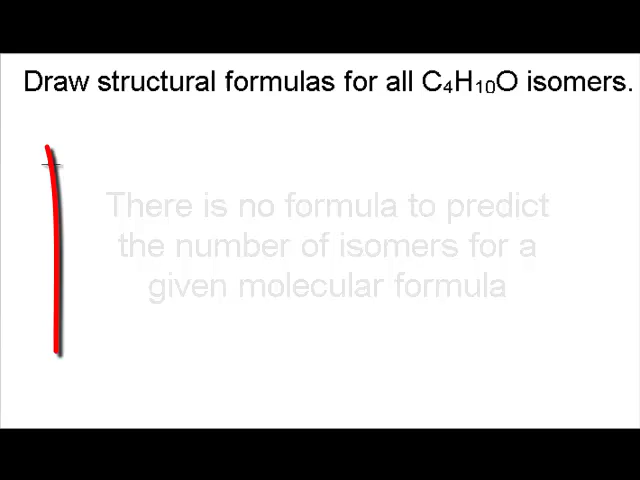 Draw structural formulas for all C₄H₁₀O isomers.
There is no formula to predict
the number of isomers for a
given molecular formula